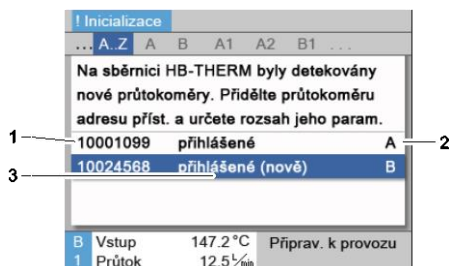 ! Inicializace
... A..Z A B A1 A2 B1 ...
Na sběrnici HB-THERM byly detekovány
nové průtokoměry. Přidělte průtokoměru
adresu příst. a určete rozsah jeho param.
1 10001099 přihlášené A 2
10024568 přihlášené (nově) B
3
B Vstup 147.2 °C Připrav. k provozu
1 Průtok 12.5 L/min